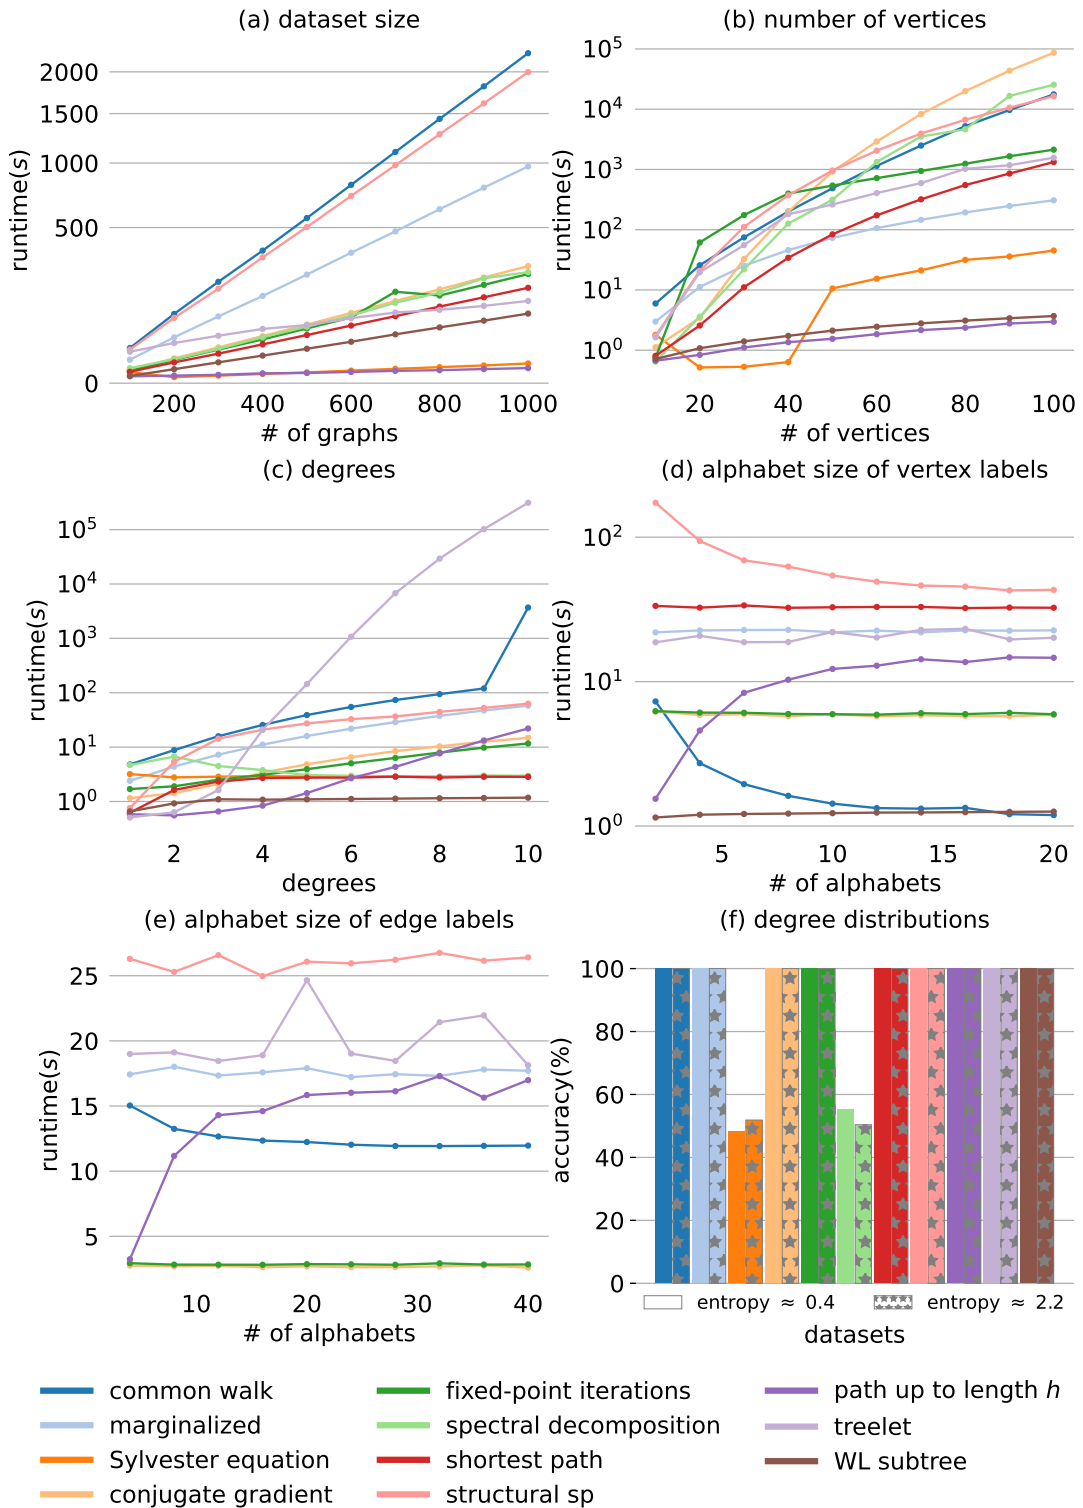 (a) dataset size
runtime(s)
2000
1500
1000
500
0
200 400 600 800 1000
# of graphs
(b) number of vertices
runtime(s)
10^5
10^4
10^3
10^2
10^1
10^0
20 40 60 80 100
# of vertices
(c) degrees
runtime(s)
10^5
10^4
10^3
10^2
10^1
10^0
2 4 6 8 10
degrees
(d) alphabet size of vertex labels
runtime(s)
10^2
10^1
10^0
5 10 15 20
# of alphabets
(e) alphabet size of edge labels
runtime(s)
25
20
15
10
5
10 20 30 40
# of alphabets
(f) degree distributions
accuracy(%)
100
80
60
40
20
0
entropy ≈ 0.4
entropy ≈ 2.2
datasets
common walk
marginalized
Sylvester equation
conjugate gradient
fixed-point iterations
spectral decomposition
shortest path
structural sp
path up to length h
treelet
WL subtree